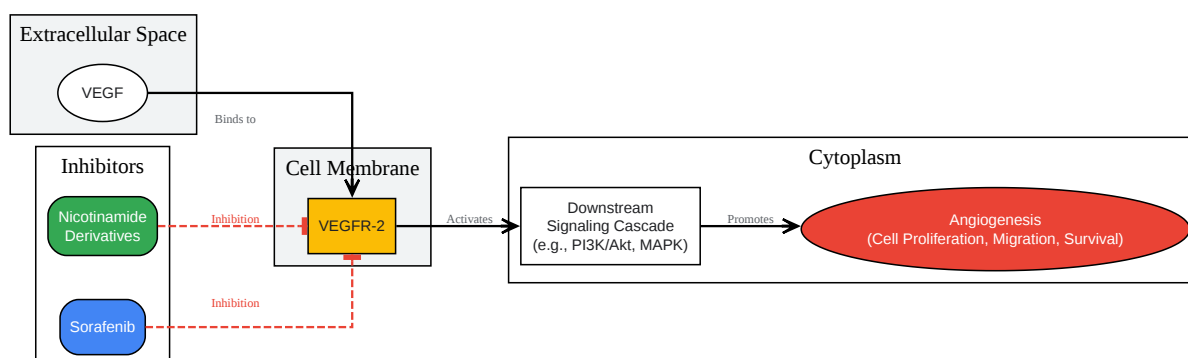 Extracellular Space
VEGF
Binds to
Inhibitors
Nicotinamide
Derivatives
Inhibition
Sorafenib
Inhibition
Cell Membrane
VEGFR-2
Activates
Cytoplasm
Downstream
Signaling Cascade
(e.g., PI3K/Akt, MAPK)
Promotes
Angiogenesis
(Cell Proliferation, Migration, Survival)